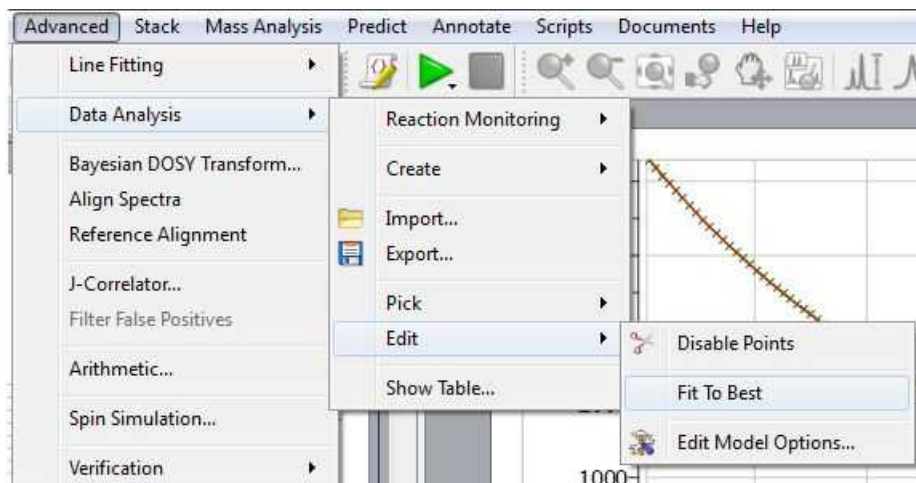 Advanced Stack Mass Analysis Predict Annotate Scripts Documents Help
Line Fitting
Data Analysis
Bayesian DOSY Transform...
Align Spectra
Reference Alignment
J-Correlator...
Filter False Positives
Arithmetic...
Spin Simulation...
Verification
Reaction Monitoring
Create
Import...
Export...
Pick
Edit
Show Table...
Disable Points
Fit To Best
Edit Model Options...
1000